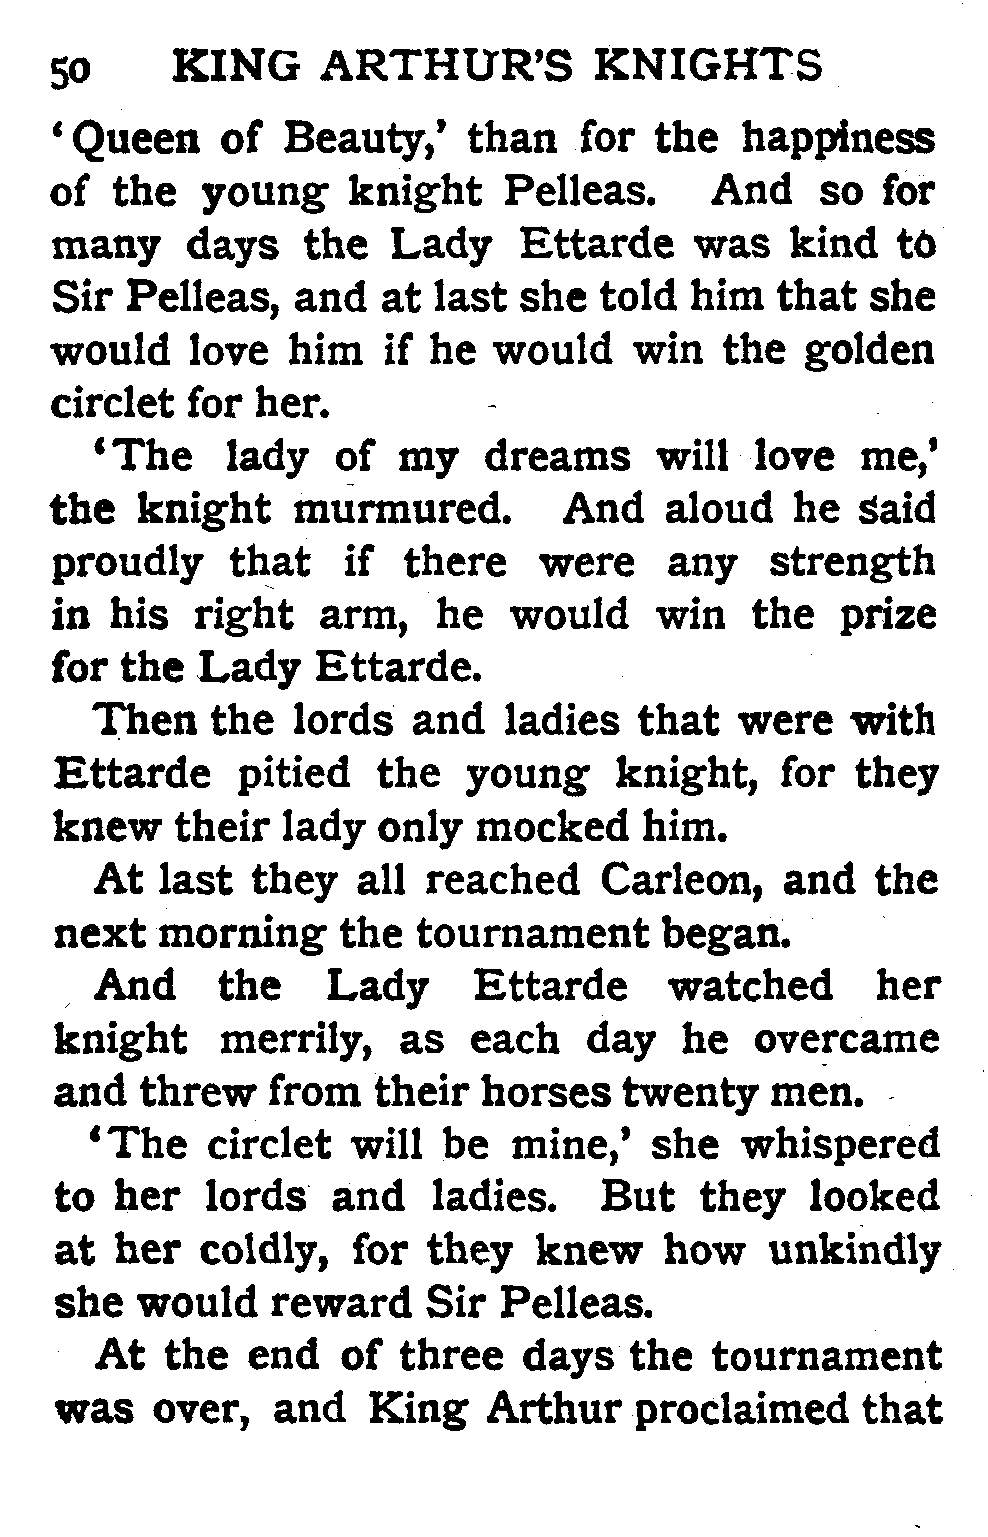 50 KING ARTHUR'S KNIGHTS
‘Queen of Beauty,’ than for the happiness
of the young knight Pelleas. And so for
many days the Lady Ettarde was kind to
Sir Pelleas, and at last she told him that she
would love him if he would win the golden
circlet for her.
‘The lady of my dreams will love me,’
the knight murmured. And aloud he said
proudly that if there were any strength
in his right arm, he would win the prize
for the Lady Ettarde.
Then the lords and ladies that were with
Ettarde pitied the young knight, for they
knew their lady only mocked him.
At last they all reached Carleon, and the
next morning the tournament began.
And the Lady Ettarde watched her
knight merrily, as each day he overcame
and threw from their horses twenty men.
‘The circlet will be mine,’ she whispered
to her lords and ladies. But they looked
at her coldly, for they knew how unkindly
she would reward Sir Pelleas.
At the end of three days the tournament
was over, and King Arthur proclaimed that